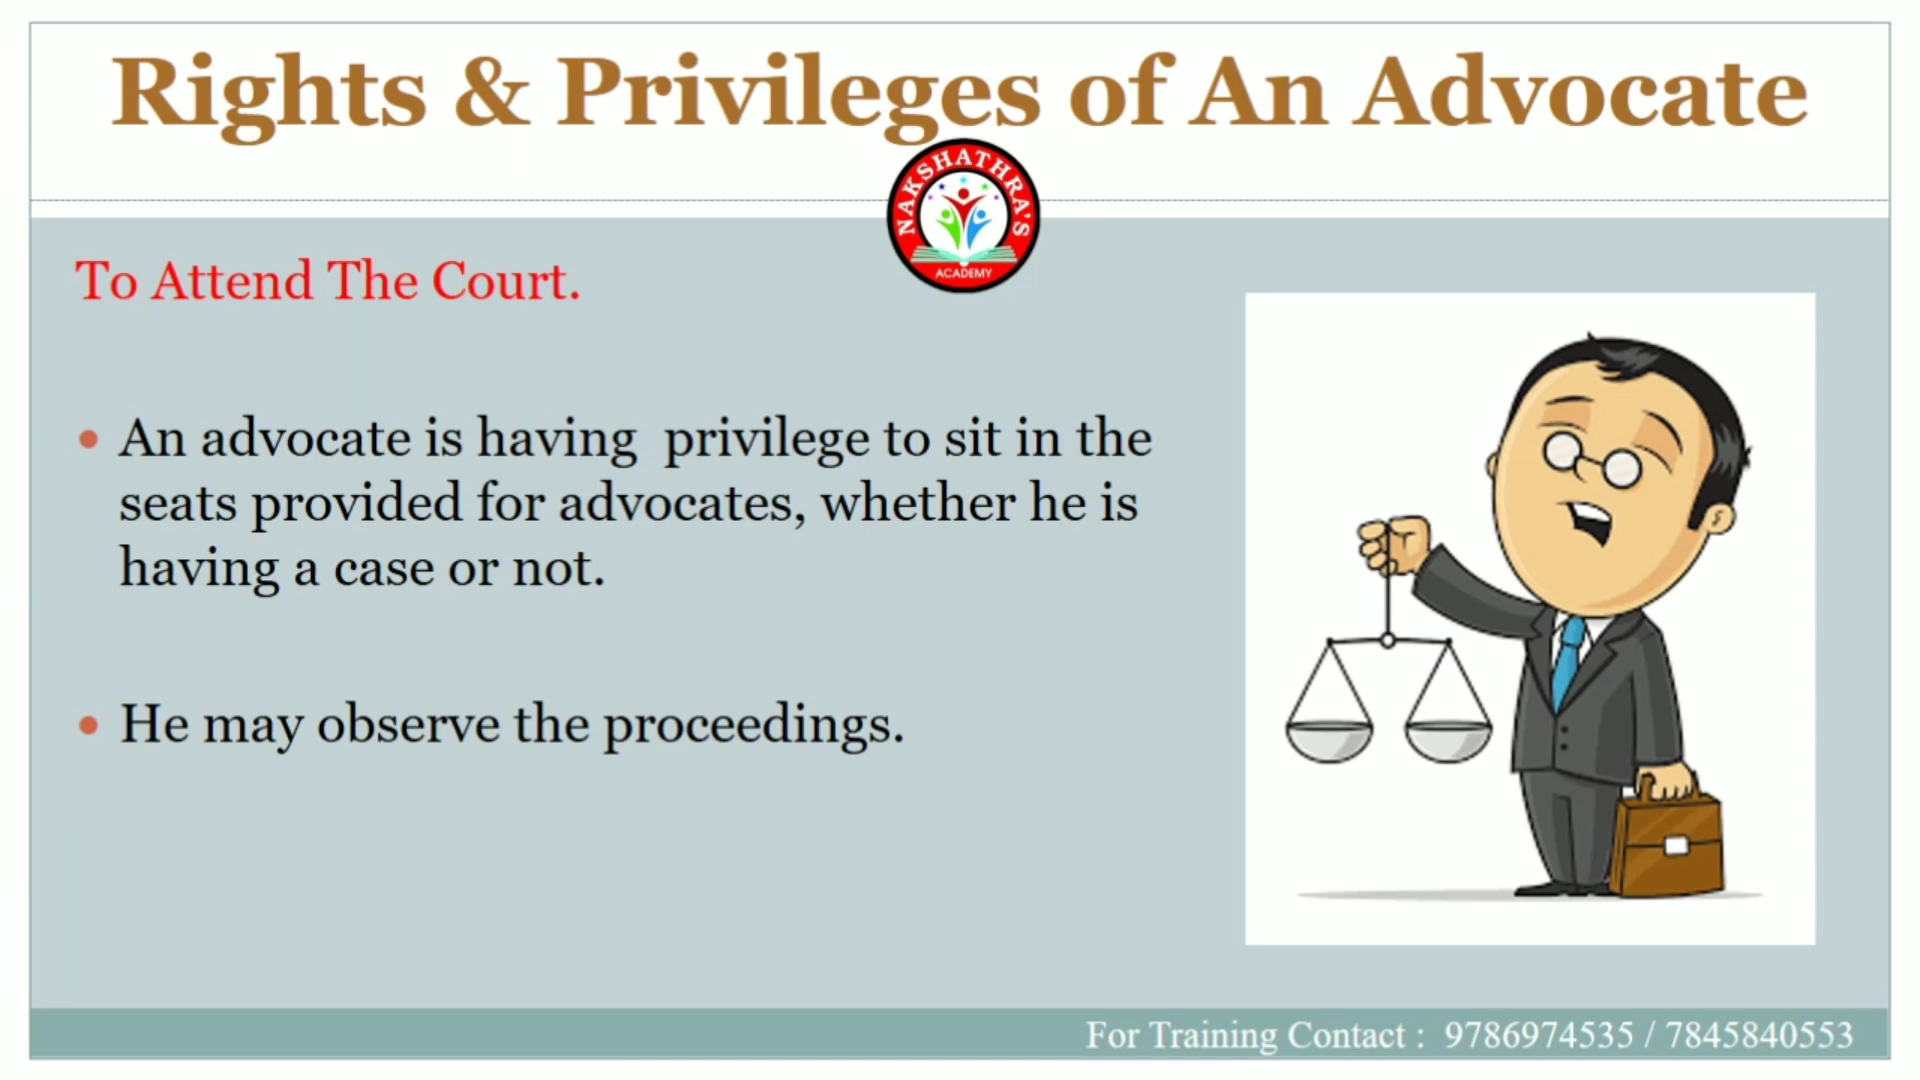 Rights & Privileges of An Advocate
NAKSHATHRA'S
ACADEMY
To Attend The Court.
An advocate is having privilege to sit in the
seats provided for advocates, whether he is
having a case or not.
He may observe the proceedings.
For Training Contact : 9786974535 / 7845840553